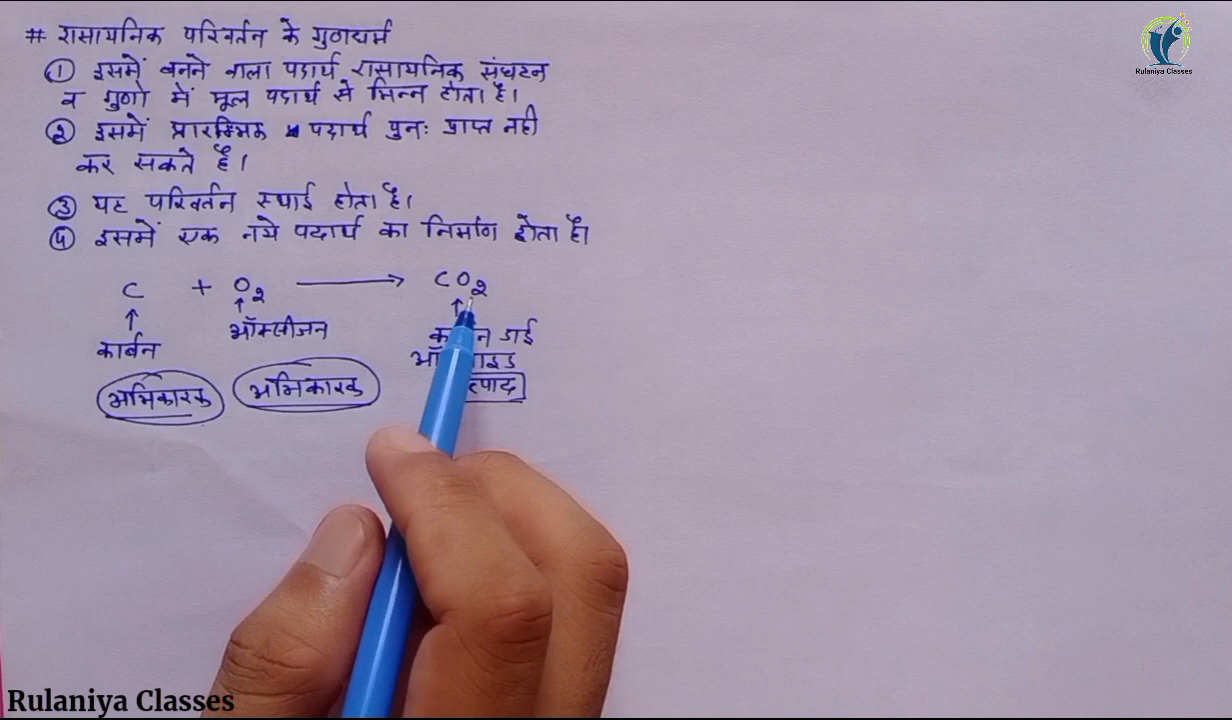 # रासायनिक परिवर्तन के गुणधर्म
① इसमें बनने वाला पदार्थ रासायनिक संघटन
व गुणो में मूल पदार्थ से भिन्न होता है।
② इसमें प्रारम्भिक पदार्थ पुनः प्राप्त नही
कर सकते है।
③ यह परिवर्तन स्थाई होता है।
④ इसमें एक नये पदार्थ का निर्माण होता है।
C + O₂ ⟶ CO₂
↑ ↑ ↑
कार्बन ऑक्सीजन डाई
अभिकारक अभिकारक
Rulaniya Classes
Rulaniya Classes